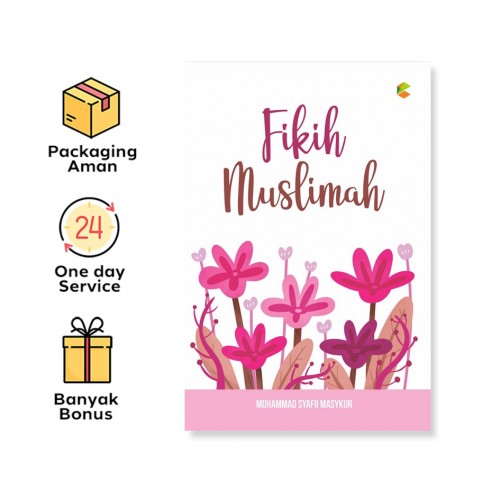 Packaging
Aman
24
One day
Service
Banyak
Bonus
Fikih
Muslimah
MUHAMMAD SYAFII MASYKUR